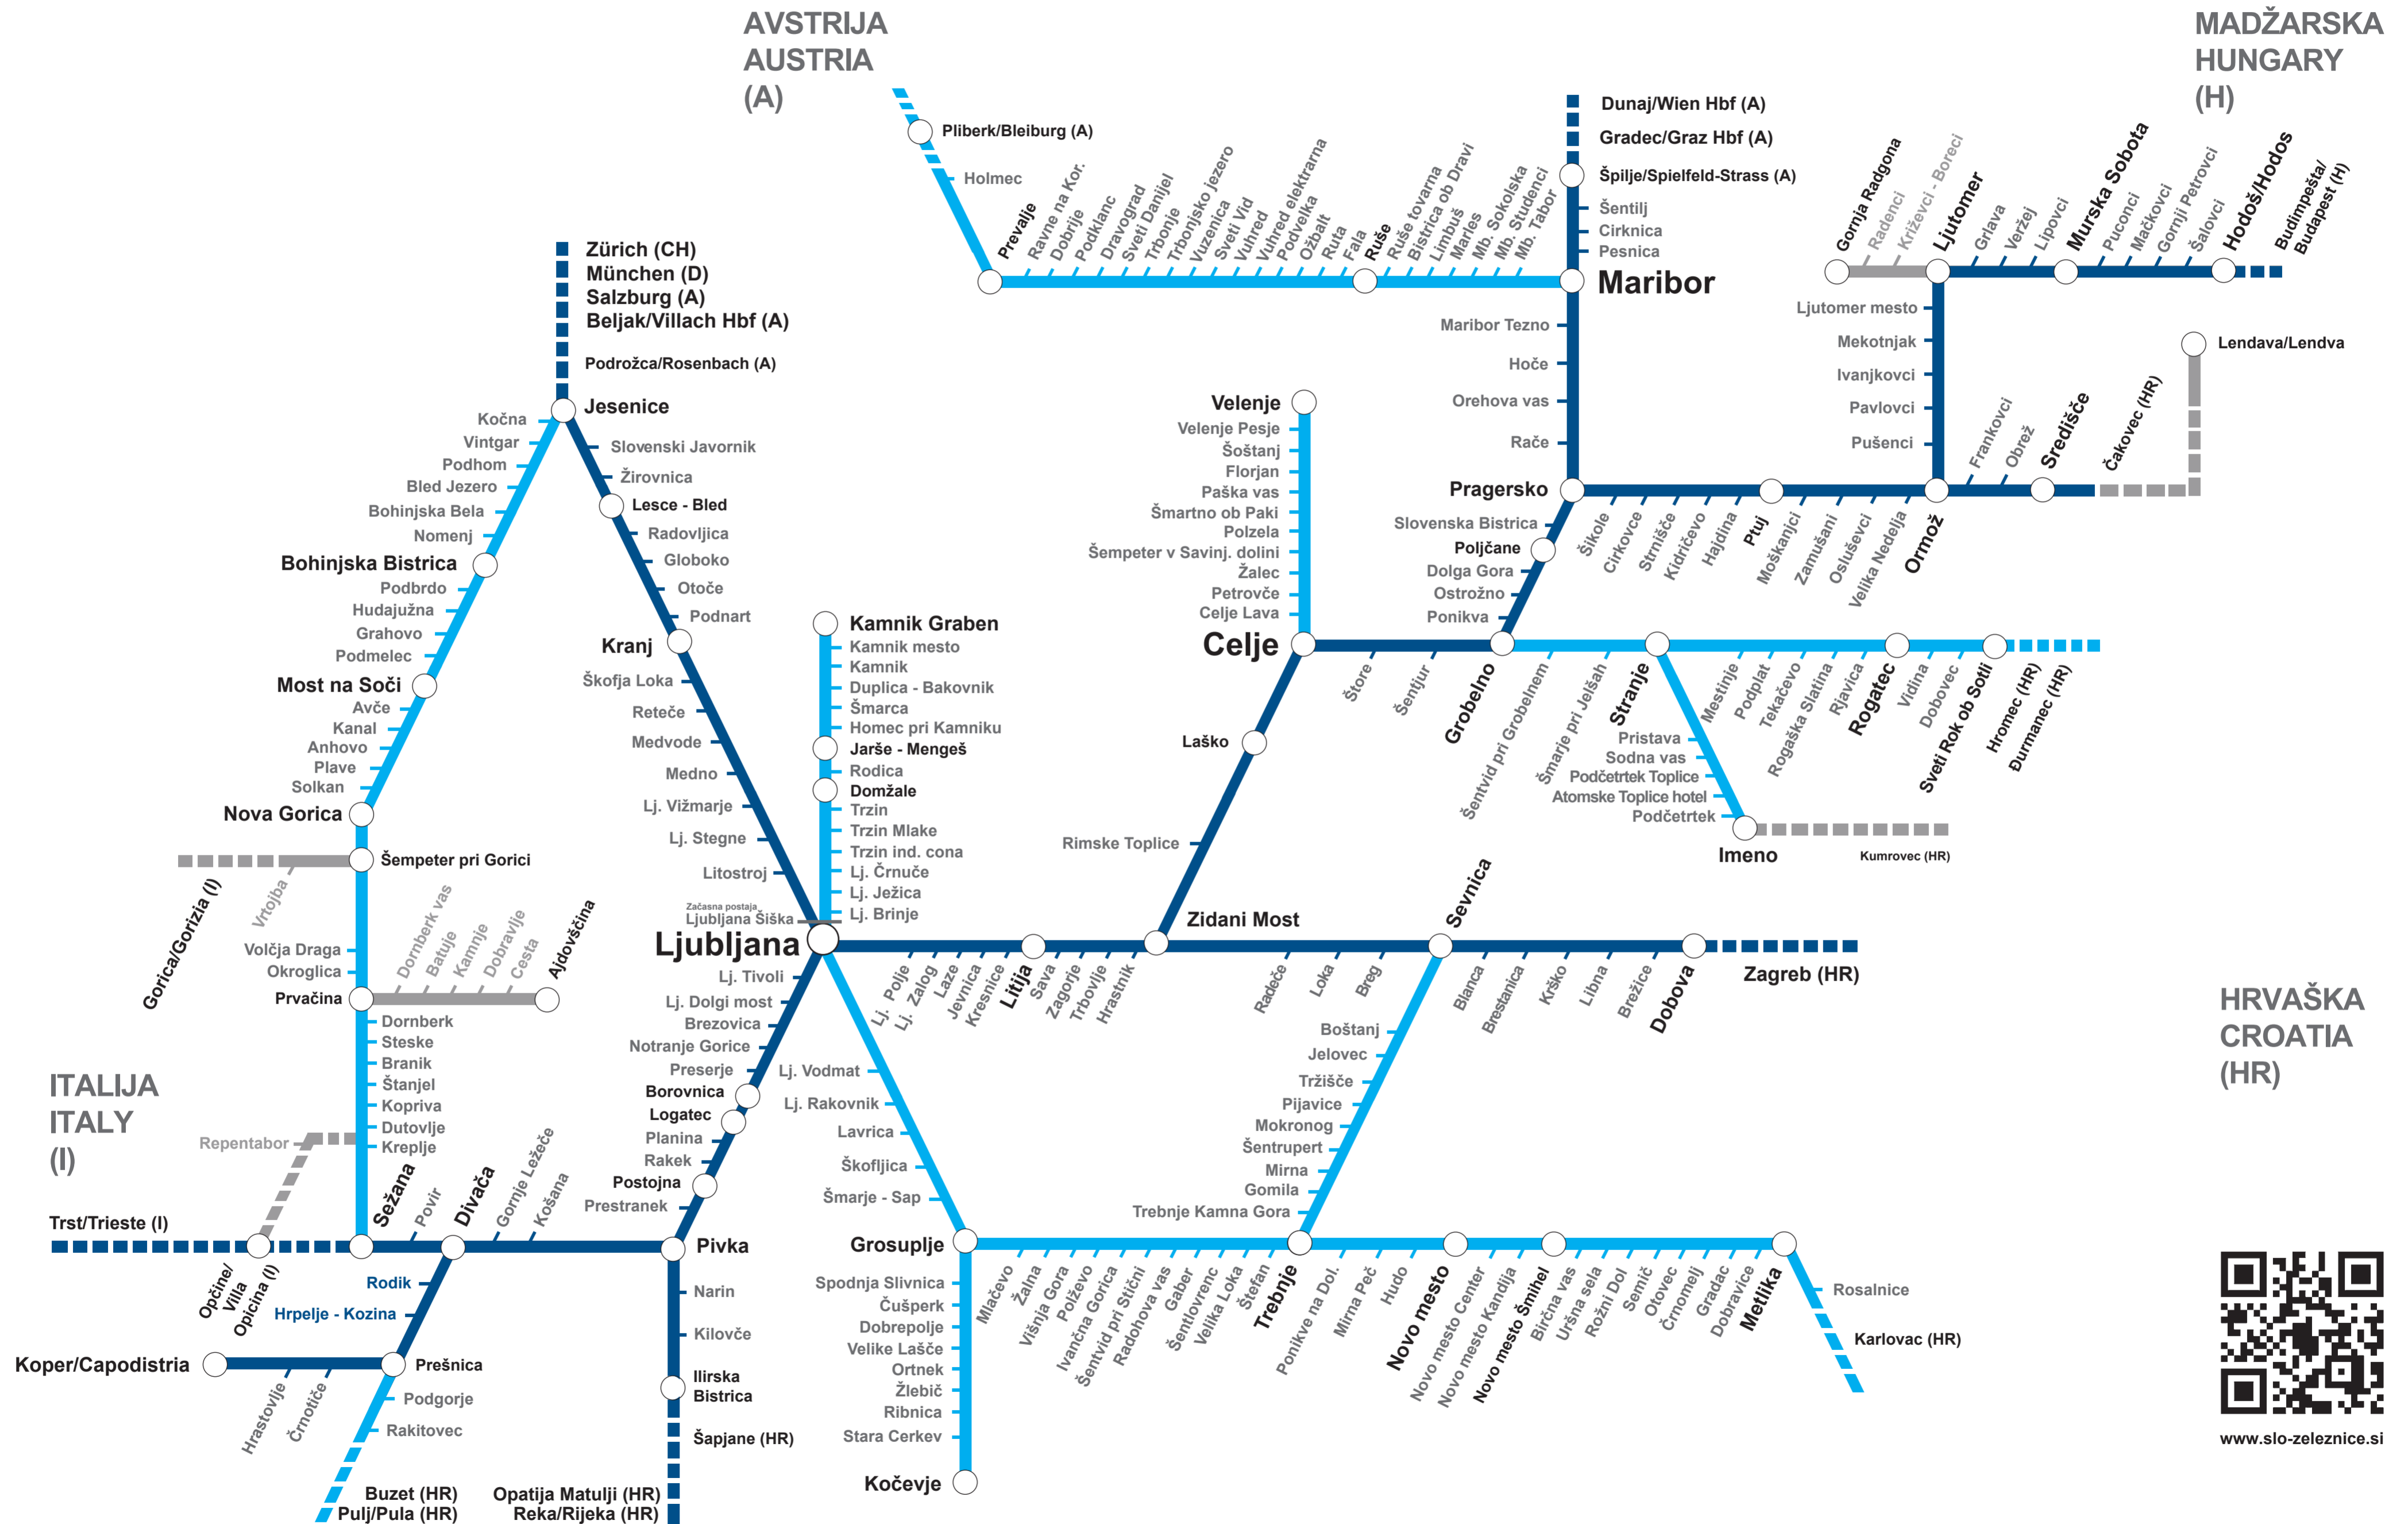 AVSTRIJA
AUSTRIA
(A)
MADŽARSKA
HUNGARY
(H)
Pliberk/Bleiburg (A)
Holmec
Prevalje
Ravne na Kor.
Dobrije
Podklanc
Dravograd
Sveti Danijel
Trbonje
Trbonjsko jezero
Vuzenica
Sveti Vid
Vuhred
Vuhred elektrarna
Podvelka
Ožbalt
Ruta
Fala
Ruše
Ruše tovarna
Bistrica ob Dravi
Limbuš
Marles
Mb. Sokolska
Mb. Studenci
Mb. Tabor
Dunaj/Wien Hbf (A)
Gradec/Graz Hbf (A)
Špilje/Spielfeld-Strass (A)
Šentilj
Cirknica
Pesnica
Maribor
Maribor Tezno
Hoče
Orehova vas
Rače
Pragersko
Gornja Radgona
Radenci
Križevci - Boreci
Ljutomer
Grlava
Veržej
Lipovci
Murska Sobota
Puconci
Mačkovci
Gornji Petrovci
Šalovci
Hodoš/Hodos
Budimpešta/
Budapest (H)
Ljutomer mesto
Mekotnjak
Ivanjkovci
Pavlovci
Pušenci
Frankovci
Obrež
Središče
Čakovec (HR)
Lendava/Lendva
Šikole
Cirkovce
Strnišče
Kidričevo
Hajdina
Ptuj
Moškanjci
Zamušani
Osluševci
Velika Nedelja
Ormož
Zürich (CH)
München (D)
Salzburg (A)
Beljak/Villach Hbf (A)
Podrožca/Rosenbach (A)
Jesenice
Kočna
Vintgar
Podhom
Bled Jezero
Bohinjska Bela
Nomenj
Bohinjska Bistrica
Podbrdo
Hudajužna
Grahovo
Podmelec
Most na Soči
Avče
Kanal
Anhovo
Plave
Solkan
Nova Gorica
Slovenski Javornik
Žirovnica
Lesce - Bled
Radovljica
Globoko
Otoče
Podnart
Kranj
Škofja Loka
Reteče
Medvode
Medno
Lj. Vižmarje
Lj. Stegne
Litostroj
Začasna postaja
Ljubljana Šiška
Ljubljana
Kamnik Graben
Kamnik mesto
Kamnik
Duplica - Bakovnik
Šmarca
Homec pri Kamniku
Jarše - Mengeš
Rodica
Domžale
Trzin
Trzin Mlake
Trzin ind. cona
Lj. Črnuče
Lj. Ježica
Lj. Brinje
Velenje
Velenje Pesje
Šoštanj
Florjan
Paška vas
Šmartno ob Paki
Polzela
Šempeter v Savinj. dolini
Žalec
Petrovče
Celje Lava
Celje
Slovenska Bistrica
Poljčane
Dolga Gora
Ostrožno
Ponikva
Štore
Šentjur
Grobelno
Šentvid pri Grobelnem
Šmarje pri Jelšah
Stranje
Mestinje
Podplat
Tekačevo
Rogaška Slatina
Rjavica
Rogatec
Vidina
Dobovec
Sveti Rok ob Sotli
Hromec (HR)
Đurmanec (HR)
Pristava
Sodna vas
Podčetrtek Toplice
Atomske Toplice hotel
Podčetrtek
Imeno
Kumrovec (HR)
Laško
Rimske Toplice
Zidani Most
Sevnica
Lj. Polje
Lj. Zalog
Laze
Jevnica
Kresnice
Litija
Sava
Zagorje
Trbovlje
Hrastnik
Radeče
Loka
Breg
Blanca
Brestanica
Krško
Libna
Brežice
Dobova
Zagreb (HR)
HRVAŠKA
CROATIA
(HR)
Šempeter pri Gorici
Vrtojba
Gorica/Gorizia (I)
Volčja Draga
Okroglica
Prvačina
Dornberk vas
Batuje
Kamnje
Dobravlje
Cesta
Ajdovščina
Dornberk
Steske
Branik
Štanjel
Kopriva
Dutovlje
Kreplje
ITALIJA
ITALY
(I)
Repentabor
Trst/Trieste (I)
Opčine/
Villa
Opicina (I)
Sežana
Povir
Divača
Gornje Ležeče
Košana
Pivka
Rodik
Hrpelje - Kozina
Koper/Capodistria
Hrastovlje
Črnotiče
Prešnica
Podgorje
Rakitovec
Buzet (HR)
Pulj/Pula (HR)
Lj. Tivoli
Lj. Dolgi most
Brezovica
Notranje Gorice
Preserje
Borovnica
Logatec
Planina
Rakek
Postojna
Prestranek
Narin
Kilovče
Ilirska
Bistrica
Šapjane (HR)
Opatija Matulji (HR)
Reka/Rijeka (HR)
Lj. Vodmat
Lj. Rakovnik
Lavrica
Škofljica
Šmarje - Sap
Grosuplje
Spodnja Slivnica
Čušperk
Dobrepolje
Velike Lašče
Ortnek
Žlebič
Ribnica
Stara Cerkev
Kočevje
Boštanj
Jelovec
Tržišče
Pijavice
Mokronog
Šentrupert
Mirna
Gomila
Trebnje Kamna Gora
Mlačevo
Žalna
Višnja Gora
Polževo
Ivančna Gorica
Šentvid pri Stični
Radohova vas
Gaber
Šentlovrenc
Velika Loka
Štefan
Trebnje
Ponikve na Dol.
Mirna Peč
Hudo
Novo mesto
Novo mesto Center
Novo mesto Kandija
Novo mesto Šmihel
Birčna vas
Uršna sela
Rožni Dol
Semič
Otovec
Črnomelj
Gradac
Dobravice
Metlika
Rosalnice
Karlovac (HR)
www.slo-zeleznice.si